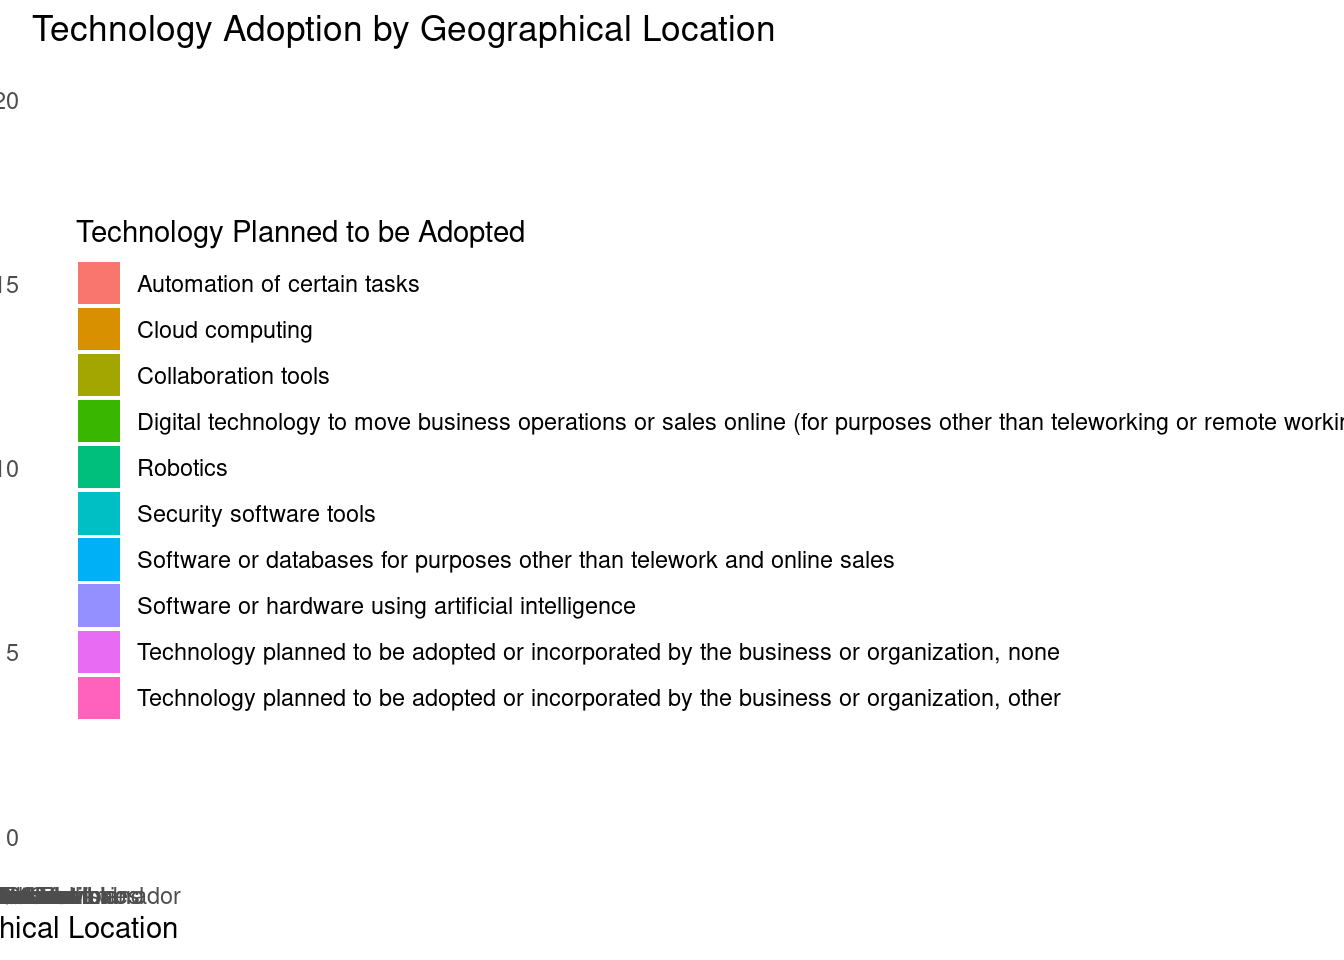 Technology Adoption by Geographical Location
20
Technology Planned to be Adopted
15
Automation of certain tasks
Cloud computing
Collaboration tools
Digital technology to move business operations or sales online (for purposes other than teleworking or remote workin
10
Robotics
Security software tools
Software or databases for purposes other than telework and online sales
Software or hardware using artificial intelligence
5
Technology planned to be adopted or incorporated by the business or organization, none
Technology planned to be adopted or incorporated by the business or organization, other
0
hical Location